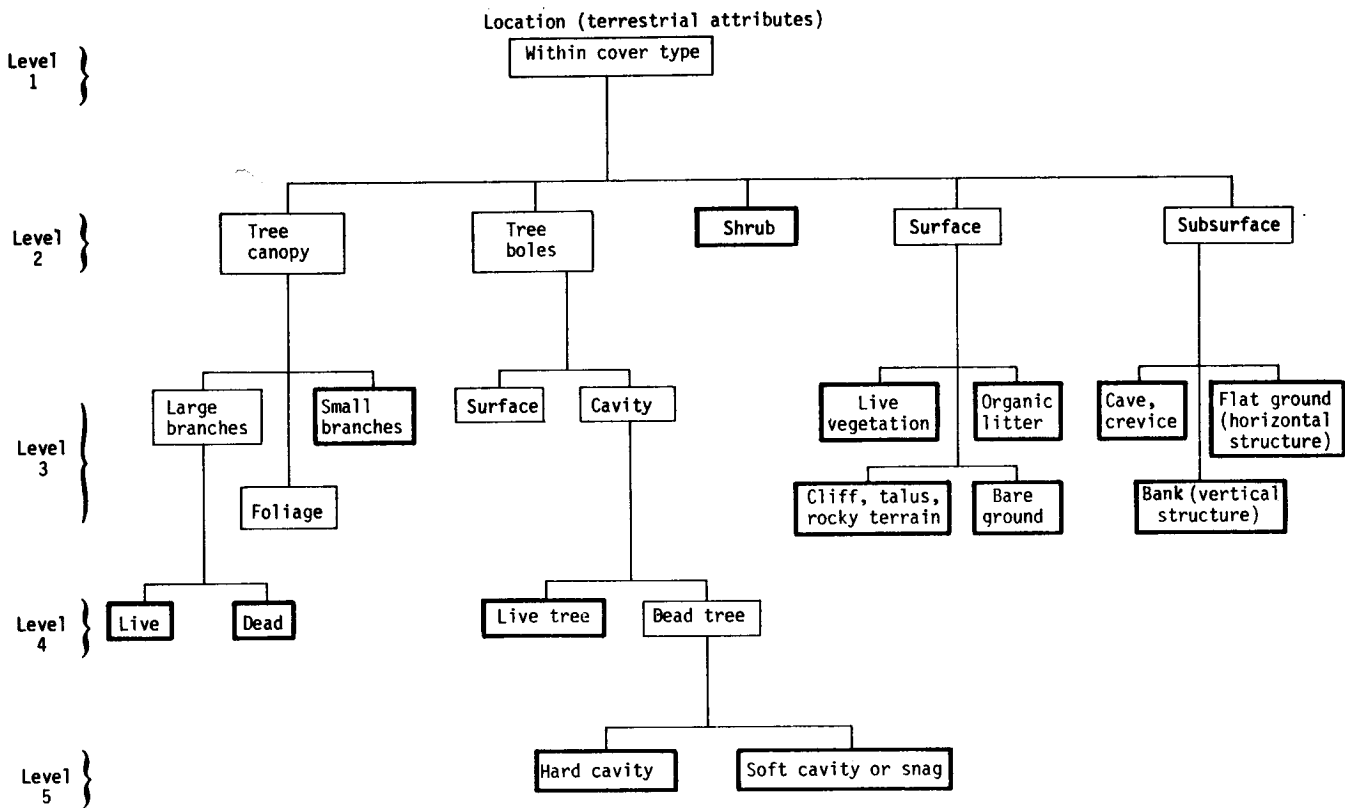 Location (terrestrial attributes)
Level
1
Within cover type
Level
2
Tree
canopy
Tree
boles
Shrub
Surface
Subsurface
Level
3
Large
branches
Small
branches
Surface
Cavity
Live
vegetation
Organic
litter
Cave,
crevice
Flat ground
(horizontal
structure)
Foliage
Cliff, talus,
rocky terrain
Bare
ground
Bank (vertical
structure)
Level
4
Live
Dead
Live tree
Dead tree
Level
5
Hard cavity
Soft cavity or snag